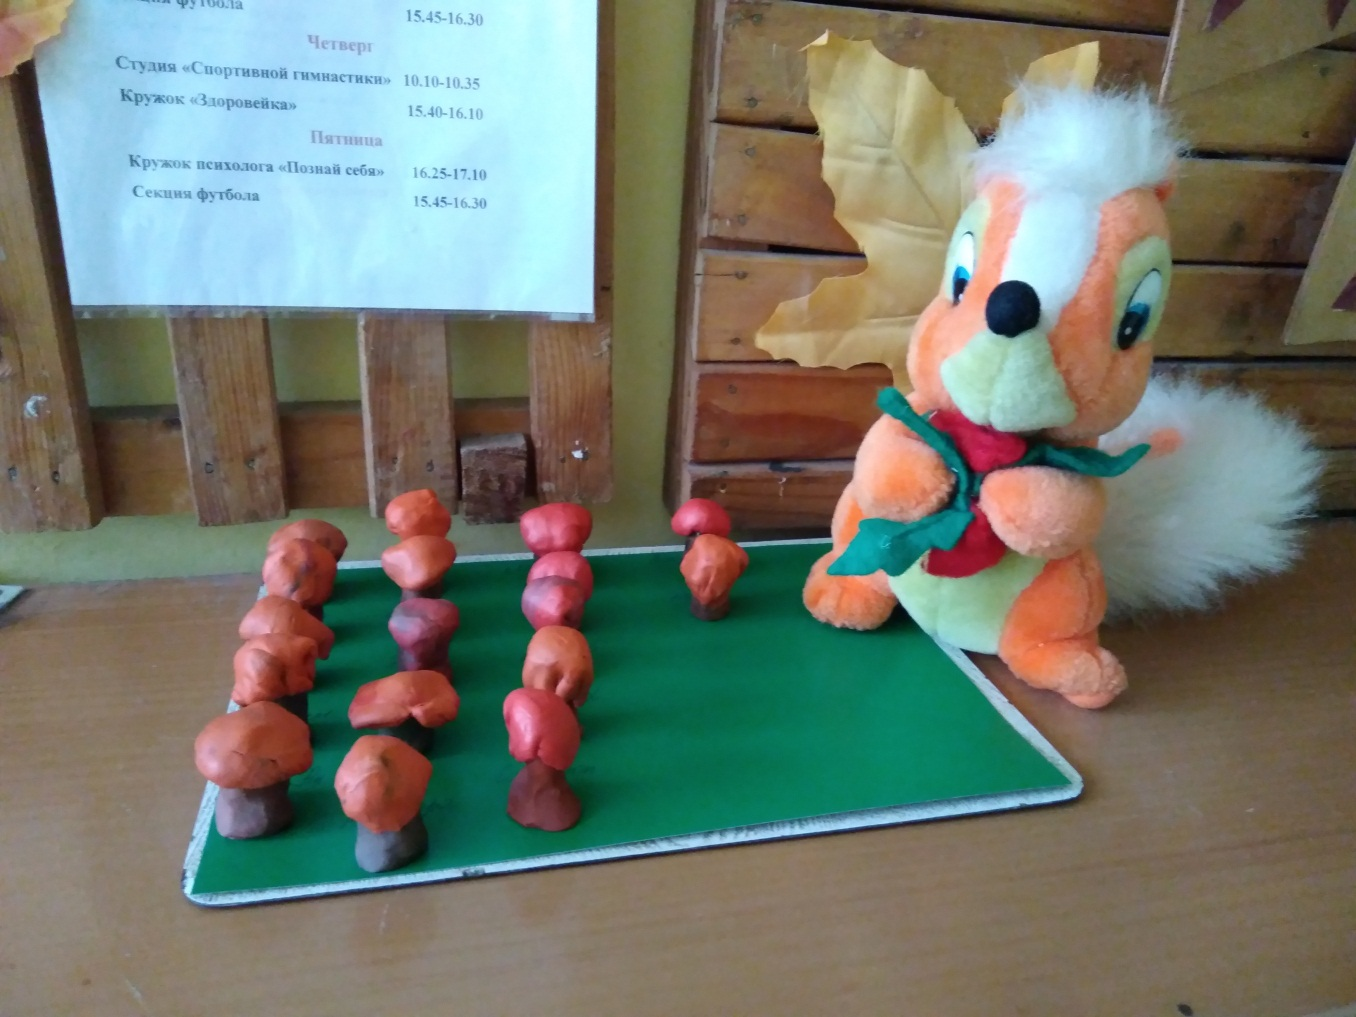 футбола
15.45-16.30
Четверг
Студия «Спортивной гимнастики» 10.10-10.35
Кружок «Здоровейка» 15.40-16.10
Пятница
Кружок психолога «Познай себя» 16.25-17.10
Секция футбола 15.45-16.30